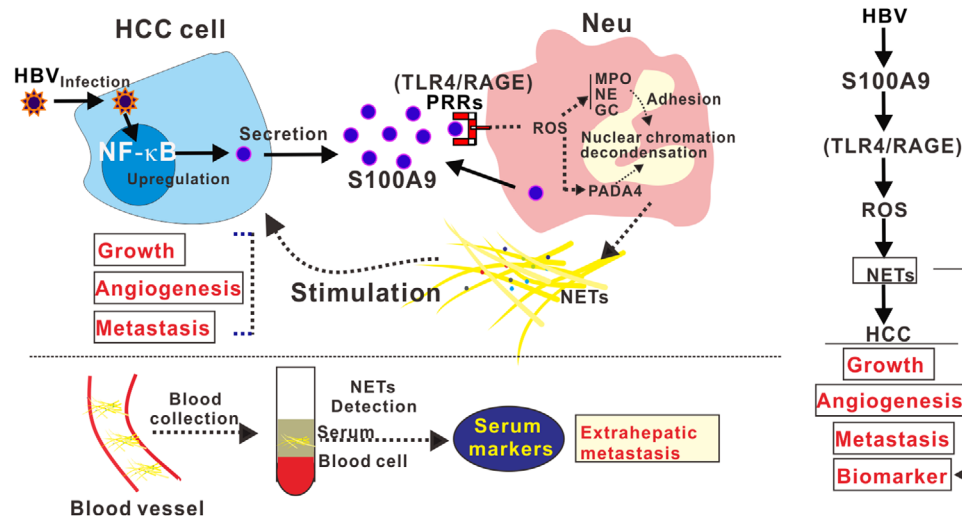 HCC cell
Neu
HBV
Infection
NF-κB
Upregulation
Secretion
(TLR4/RAGE)
PRRs
S100A9
ROS
MPO
NE
GC
Adhesion
Nuclear chromation
decondensation
PADA4
Growth
Angiogenesis
Metastasis
Stimulation
NETs
Blood
collection
Blood vessel
NETs
Detection
Serum
Blood cell
Serum
markers
Extrahepatic
metastasis
HBV
S100A9
(TLR4/RAGE)
ROS
NETs
HCC
Growth
Angiogenesis
Metastasis
Biomarker